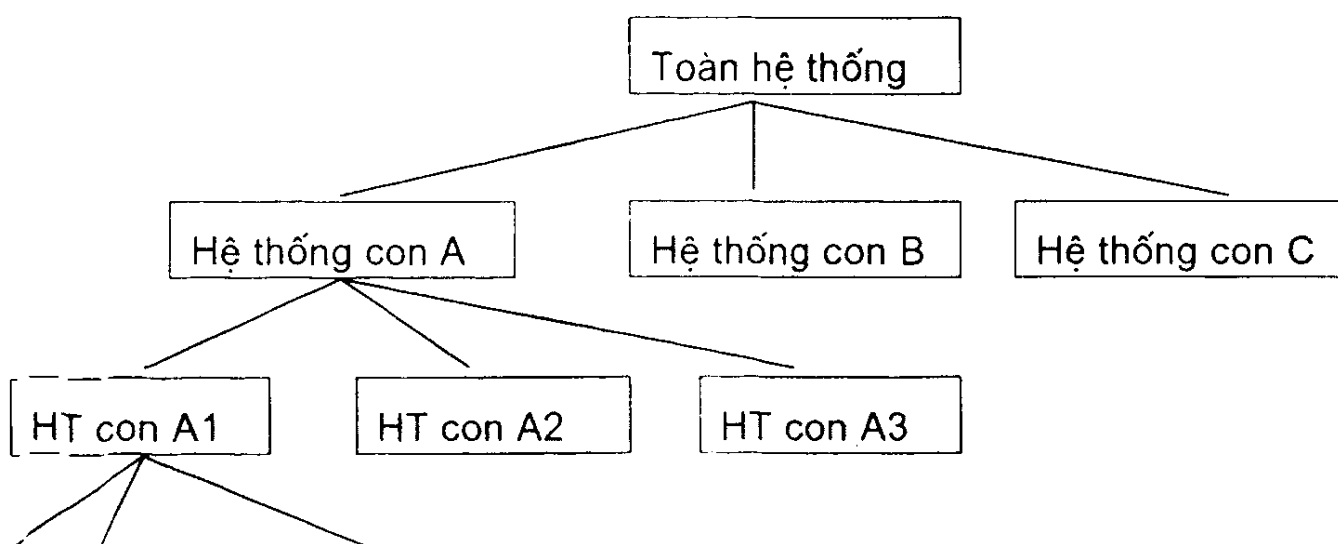 Toàn hệ thống
Hệ thống con A
Hệ thống con B
Hệ thống con C
HT con A1
HT con A2
HT con A3